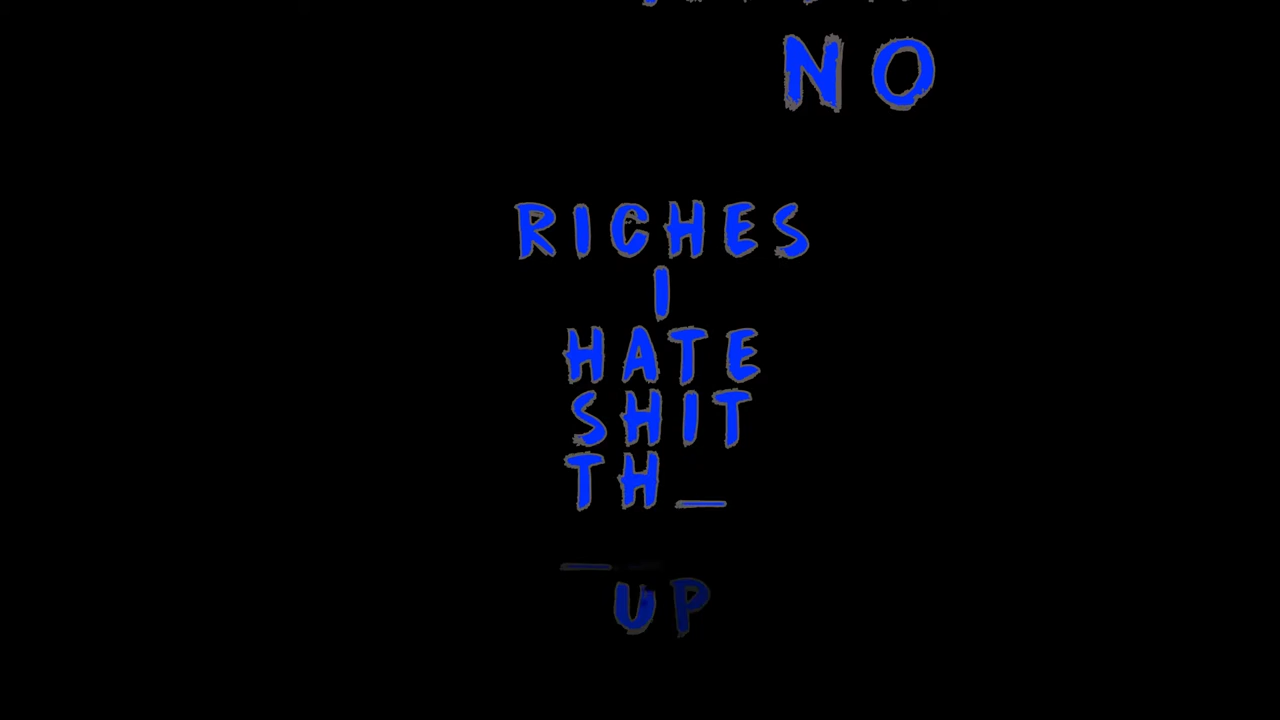 NO
RICHES
I
HATE
SHIT
TH_
_
UP